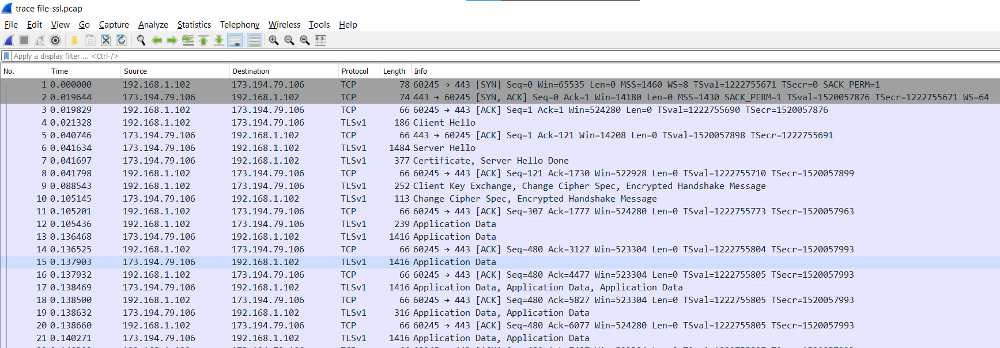 trace file-ssl.pcap
File Edit View Go Capture Analyze Statistics Telephony Wireless Tools Help
Apply a display filter ... <Ctrl-/>
No. Time Source Destination Protocol Length Info
1 0.000000 192.168.1.102 173.194.79.106 TCP 78 60245 → 443 [SYN] Seq=0 Win=65535 Len=0 MSS=1460 WS=8 TSval=1222755671 TSecr=0 SACK_PERM=1
2 0.019644 173.194.79.106 192.168.1.102 TCP 74 443 → 60245 [SYN, ACK] Seq=0 Ack=1 Win=14180 Len=0 MSS=1430 SACK_PERM=1 TSval=1520057876 TSecr=1222755671 WS=64
3 0.019829 192.168.1.102 173.194.79.106 TCP 66 60245 → 443 [ACK] Seq=1 Ack=1 Win=524280 Len=0 TSval=1222755690 TSecr=1520057876
4 0.021328 192.168.1.102 173.194.79.106 TLSv1 186 Client Hello
5 0.040746 173.194.79.106 192.168.1.102 TCP 66 443 → 60245 [ACK] Seq=1 Ack=121 Win=14208 Len=0 TSval=1520057898 TSecr=1222755691
6 0.041634 173.194.79.106 192.168.1.102 TLSv1 1484 Server Hello
7 0.041697 173.194.79.106 192.168.1.102 TLSv1 377 Certificate, Server Hello Done
8 0.041798 192.168.1.102 173.194.79.106 TCP 66 60245 → 443 [ACK] Seq=121 Ack=1730 Win=522928 Len=0 TSval=1222755710 TSecr=1520057899
9 0.088543 192.168.1.102 173.194.79.106 TLSv1 252 Client Key Exchange, Change Cipher Spec, Encrypted Handshake Message
10 0.105145 173.194.79.106 192.168.1.102 TLSv1 113 Change Cipher Spec, Encrypted Handshake Message
11 0.105201 192.168.1.102 173.194.79.106 TCP 66 60245 → 443 [ACK] Seq=307 Ack=1777 Win=524280 Len=0 TSval=1222755773 TSecr=1520057963
12 0.105436 192.168.1.102 173.194.79.106 TLSv1 239 Application Data
13 0.136468 173.194.79.106 192.168.1.102 TLSv1 1416 Application Data
14 0.136525 192.168.1.102 173.194.79.106 TCP 66 60245 → 443 [ACK] Seq=480 Ack=3127 Win=523304 Len=0 TSval=1222755804 TSecr=1520057993
15 0.137903 173.194.79.106 192.168.1.102 TLSv1 1416 Application Data
16 0.137932 192.168.1.102 173.194.79.106 TCP 66 60245 → 443 [ACK] Seq=480 Ack=4477 Win=523304 Len=0 TSval=1222755805 TSecr=1520057993
17 0.138469 173.194.79.106 192.168.1.102 TLSv1 1416 Application Data, Application Data, Application Data
18 0.138500 192.168.1.102 173.194.79.106 TCP 66 60245 → 443 [ACK] Seq=480 Ack=5827 Win=523304 Len=0 TSval=1222755805 TSecr=1520057993
19 0.138632 173.194.79.106 192.168.1.102 TLSv1 316 Application Data, Application Data
20 0.138660 192.168.1.102 173.194.79.106 TCP 66 60245 → 443 [ACK] Seq=480 Ack=6077 Win=524280 Len=0 TSval=1222755805 TSecr=1520057993
21 0.140271 173.194.79.106 192.168.1.102 TLSv1 1416 Application Data, Application Data